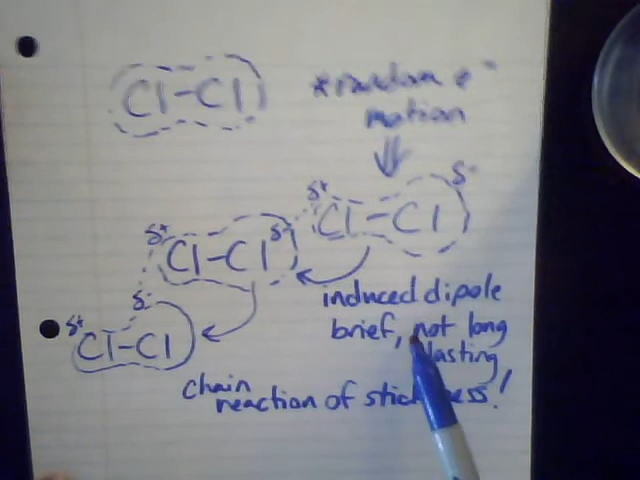 Cl-Cl
*random e⁻
motion
δ+ Cl-Cl δ-
δ+ Cl-Cl δ-
induced dipole
brief, not long
lasting
δ+ Cl-Cl δ-
chain
reaction of !